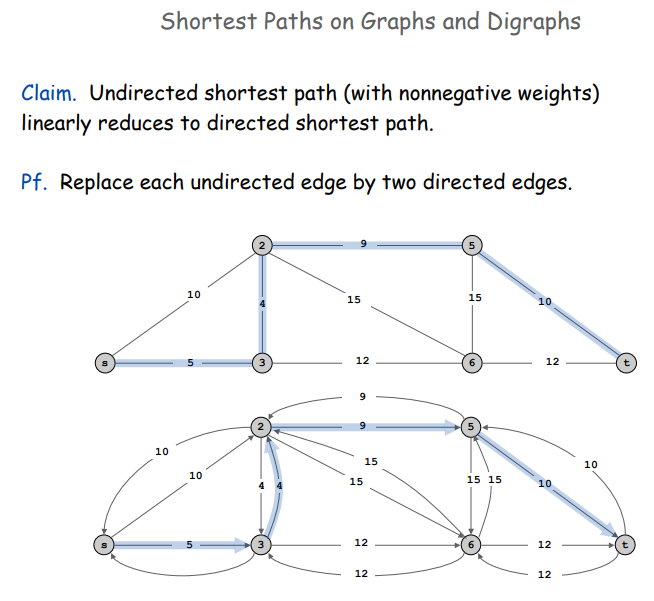 Shortest Paths on Graphs and Digraphs
Claim. Undirected shortest path (with nonnegative weights)
linearly reduces to directed shortest path.
Pf. Replace each undirected edge by two directed edges.
2 9 5
10 4 15 15 10
s 5 3 12 6 12 t
9
2 9 5
10 10 4 4 15 15 15 15 10 10
s 5 3 12 6 12 t
12 12